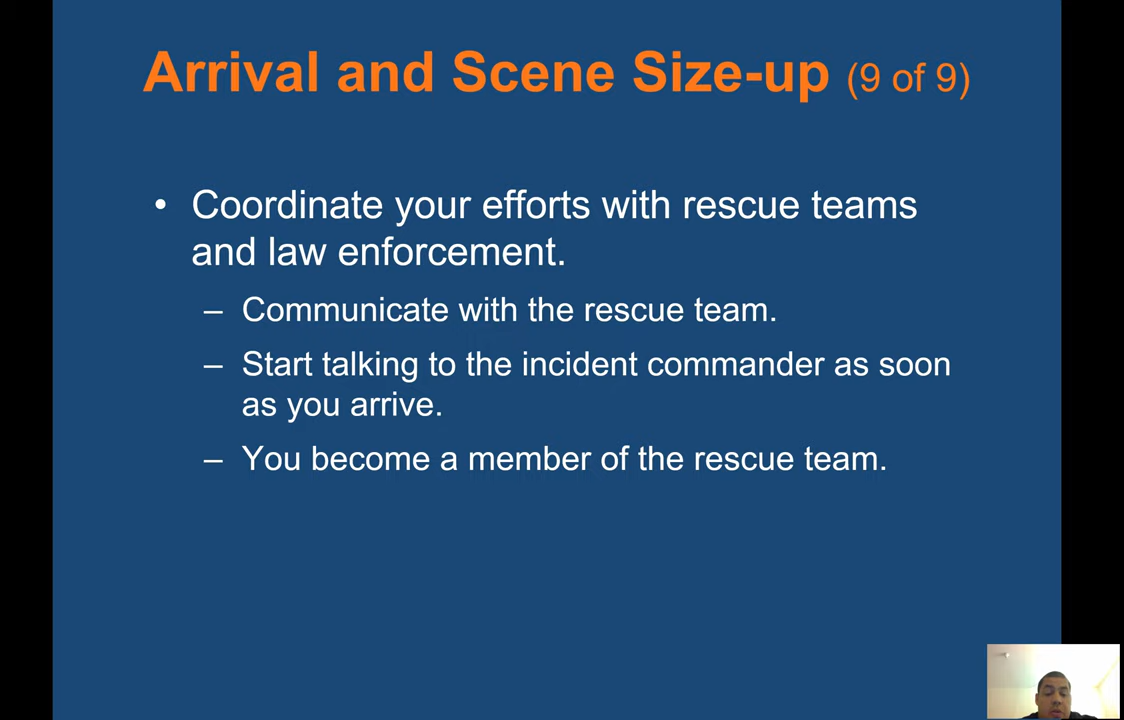 Arrival and Scene Size-up (9 of 9)
• Coordinate your efforts with rescue teams
and law enforcement.
– Communicate with the rescue team.
– Start talking to the incident commander as soon
as you arrive.
– You become a member of the rescue team.